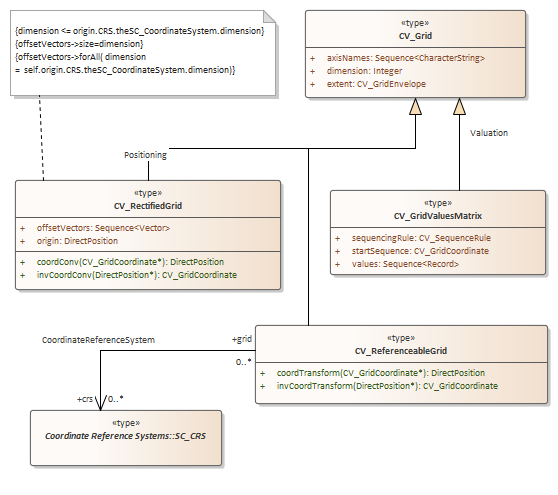 {dimension <= origin.CRS.theSC_CoordinateSystem.dimension}
{offsetVectors->size=dimension}
{offsetVectors->forAll( dimension
= self.origin.CRS.theSC_CoordinateSystem.dimension)}
«type»
CV_Grid
+ axisNames: Sequence<CharacterString>
+ dimension: Integer
+ extent: CV_GridEnvelope
Valuation
Positioning
«type»
CV_RectifiedGrid
+ offsetVectors: Sequence<Vector>
+ origin: DirectPosition
+ coordConv(CV_GridCoordinate*): DirectPosition
+ invCoordConv(DirectPosition*): CV_GridCoordinate
«type»
CV_GridValuesMatrix
+ sequencingRule: CV_SequenceRule
+ startSequence: CV_GridCoordinate
+ values: Sequence<Record>
CoordinateReferenceSystem
+grid
0..*
«type»
CV_ReferenceableGrid
+ coordTransform(CV_GridCoordinate*): DirectPosition
+ invCoordTransform(DirectPosition*): CV_GridCoordinate
+crs
0..*
«type»
Coordinate Reference Systems::SC_CRS